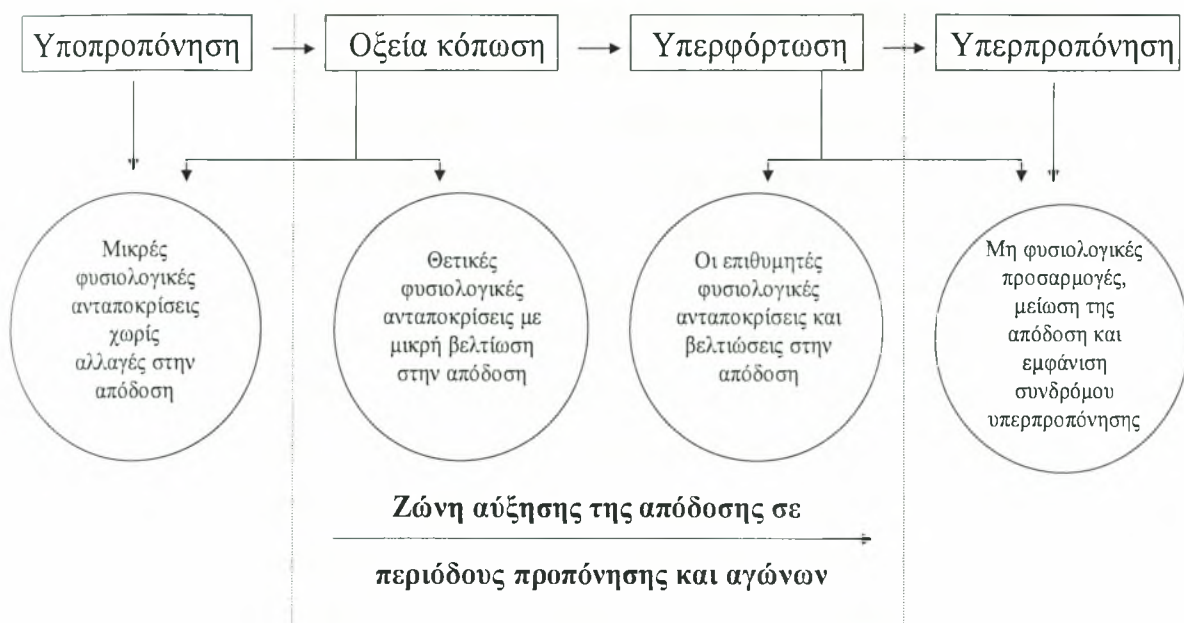 Υποπροπόνηση
Οξεία κόπωση
Υπερφόρτωση
Υπερπροπόνηση
Μικρές
φυσιολογικές
ανταποκρίσεις
χωρίς
αλλαγές στην
απόδοση
Θετικές
φυσιολογικές
ανταποκρίσεις με
μικρή βελτίωση
στην απόδοση
Οι επιθυμητές
φυσιολογικές
ανταποκρίσεις και
βελτιώσεις στην
απόδοση
Μη φυσιολογικές
προσαρμογές,
μείωση της
απόδοση και
εμφάνιση
συνδρόμου
υπερπροπόνησης
Ζώνη αύξησης της απόδοσης σε
περιόδους προπόνησης και αγώνων